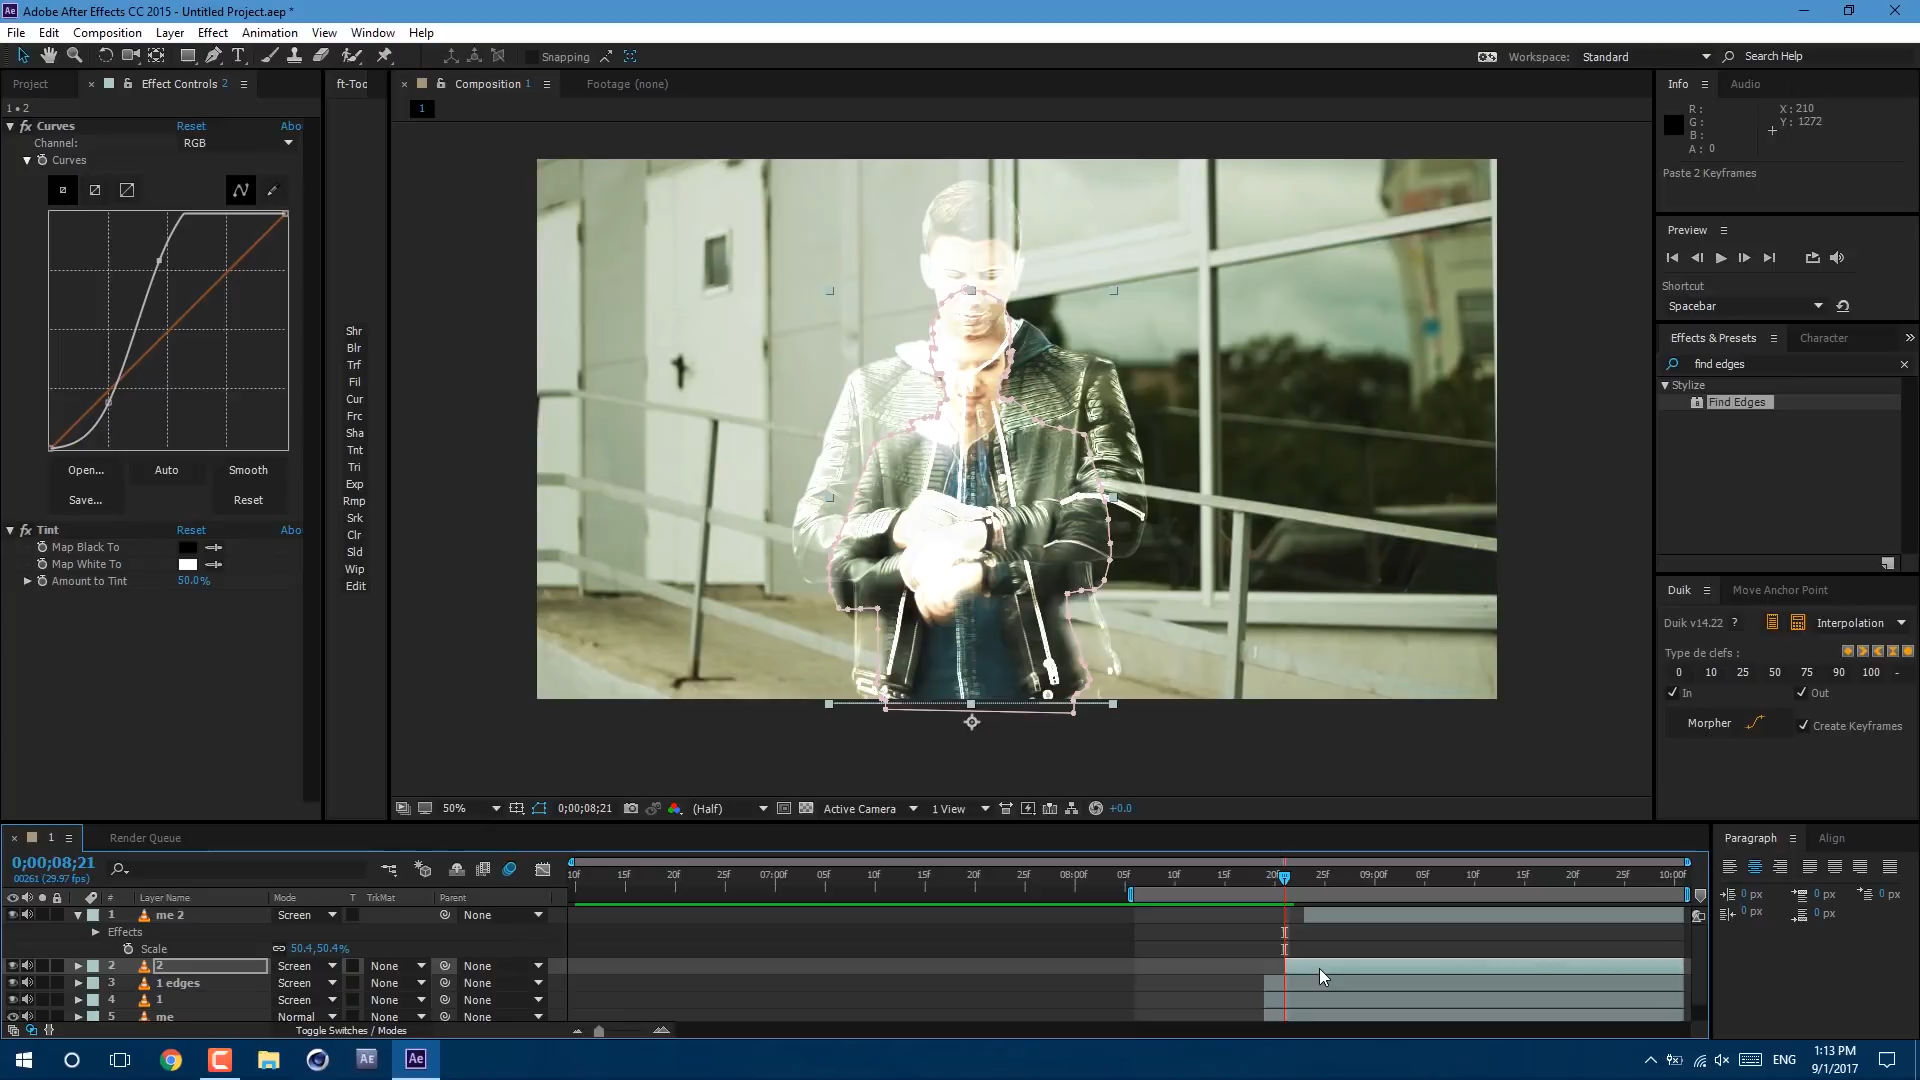 Adobe After Effects CC 2015 - Untitled Project.aep *
File Edit Composition Layer Effect Animation View Window Help
Snapping
Workspace: Standard
Search Help
Project
Effect Controls 2
ft-Toc
Composition 1
Footage (none)
Info
Audio
1 • 2
1
Curves Reset Abo
Channel: RGB
Curves
Open... Auto Smooth
Save... Reset
Tint Reset Abo
Map Black To
Map White To
Amount to Tint 50.0%
Shr
Blr
Trf
Fil
Cur
Frc
Sha
Tnt
Tri
Exp
Rmp
Srk
Clr
Sld
Wip
Edit
R:
G:
B:
A: 0
X: 210
Y: 1272
Paste 2 Keyframes
Preview
Shortcut
Spacebar
Effects & Presets
Character
find edges
Stylize
Find Edges
Duik
Move Anchor Point
Duik v14.22 ? Interpolation
Type de clefs :
0 10 25 50 75 90 100 -
In Out
Morpher Create Keyframes
50% 0;00;08;21 (Half) Active Camera 1 View +0.0
1
Render Queue
Paragraph
Align
0;00;08;21
00261 (29.97 fps)
10f 15f 20f 25f 07:00f 05f 10f 15f 20f 25f 08:00f 05f 10f 15f 20f 25f 09:00f 05f 10f 15f 20f 25f 10:00f
# Layer Name Mode T TrkMat Parent
1 me 2 Screen None
Effects
Scale 50.4,50.4%
2 2 Screen None None
3 1 edges Screen None None
4 1 Screen None None
5 me Normal None None
Toggle Switches / Modes
0 px 0 px 0 px
0 px 0 px
ENG
1:13 PM
9/1/2017